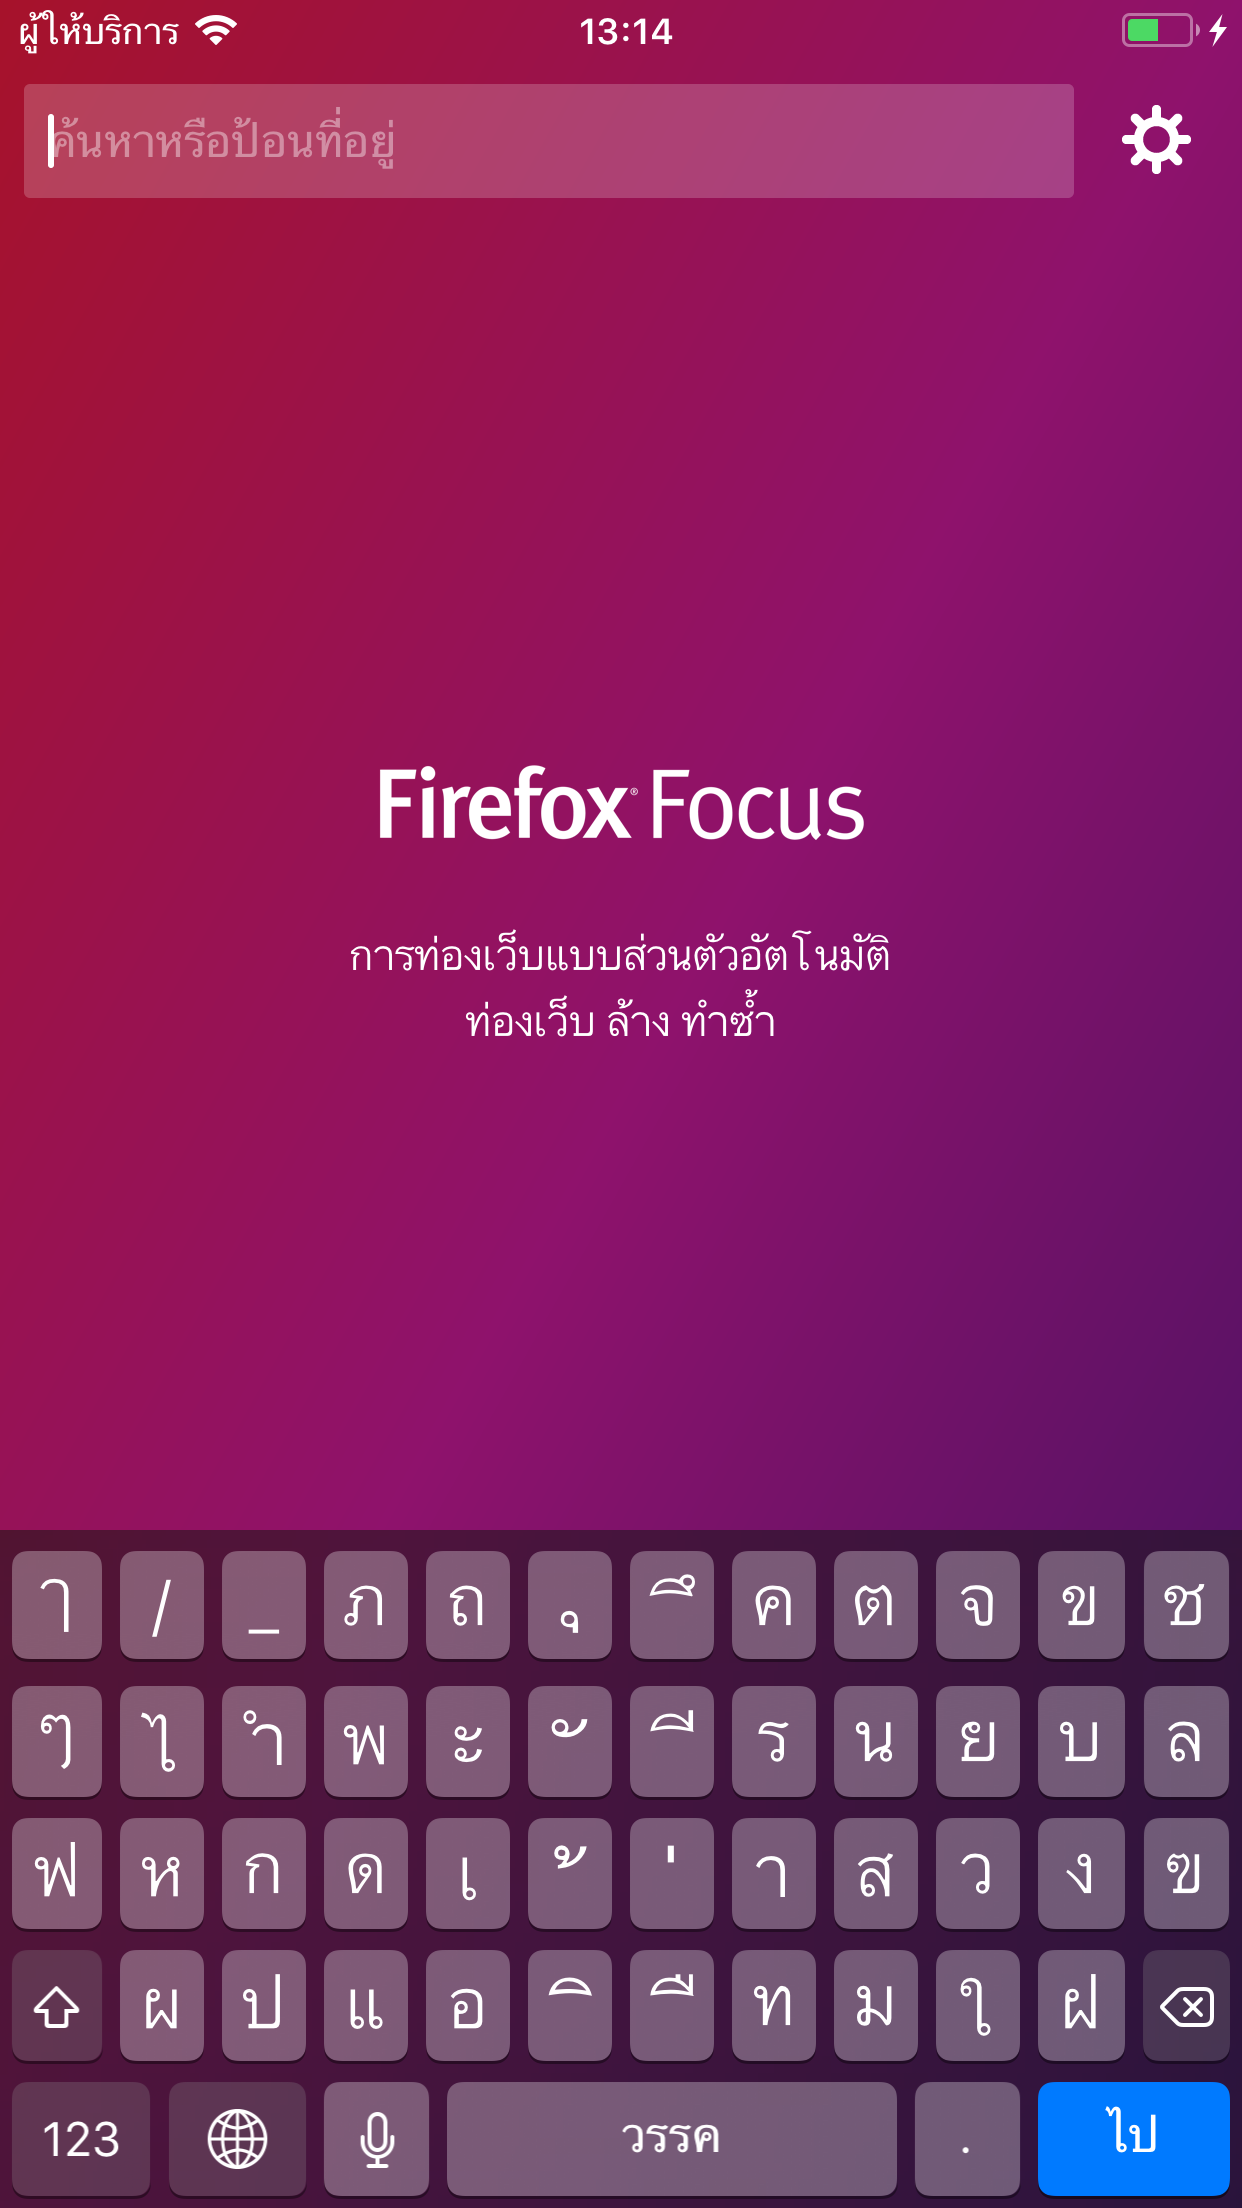 ผู้ให้บริการ 13:14
ค้นหาหรือป้อนที่อยู่
Firefox® Focus
การท่องเว็บแบบส่วนตัวอัตโนมัติ
ท่องเว็บ ล้าง ทำซ้ำ
ๅ / _ ภ ถ ุ ึ ค ต จ ข ช
ๆ ไ ำ พ ะ ั ี ร น ย บ ล
ฟ ห ก ด เ ้ ่ า ส ว ง ฃ
ผ ป แ อ ิ ื ท ม ใ ฝ
123 วรรค . ไป